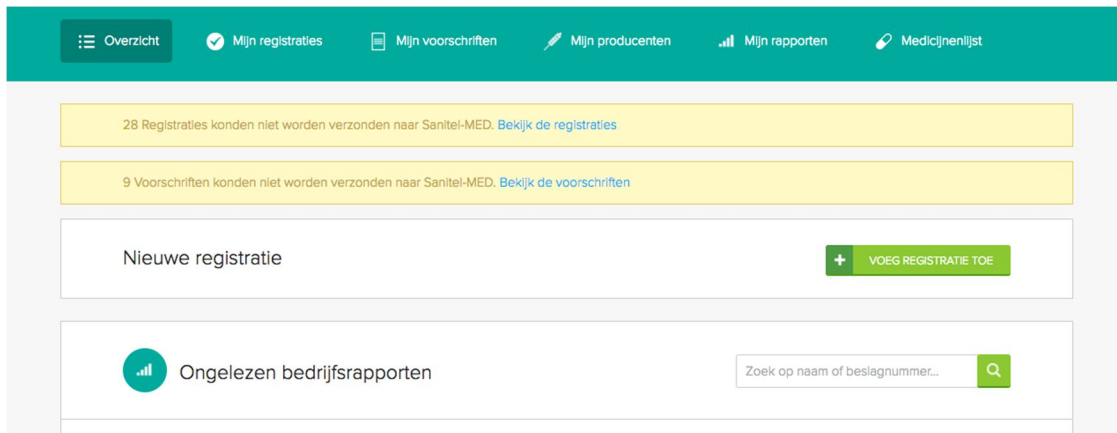 Overzicht
Mijn registraties
Mijn voorschriften
Mijn producenten
Mijn rapporten
Medicijnenlijst
28 Registraties konden niet worden verzonden naar Sanitel-MED. Bekijk de registraties
9 Voorschriften konden niet worden verzonden naar Sanitel-MED. Bekijk de voorschriften
Nieuwe registratie
+ VOEG REGISTRATIE TOE
Ongelezen bedrijfsrapporten
Zoek op naam of beslagnummer...